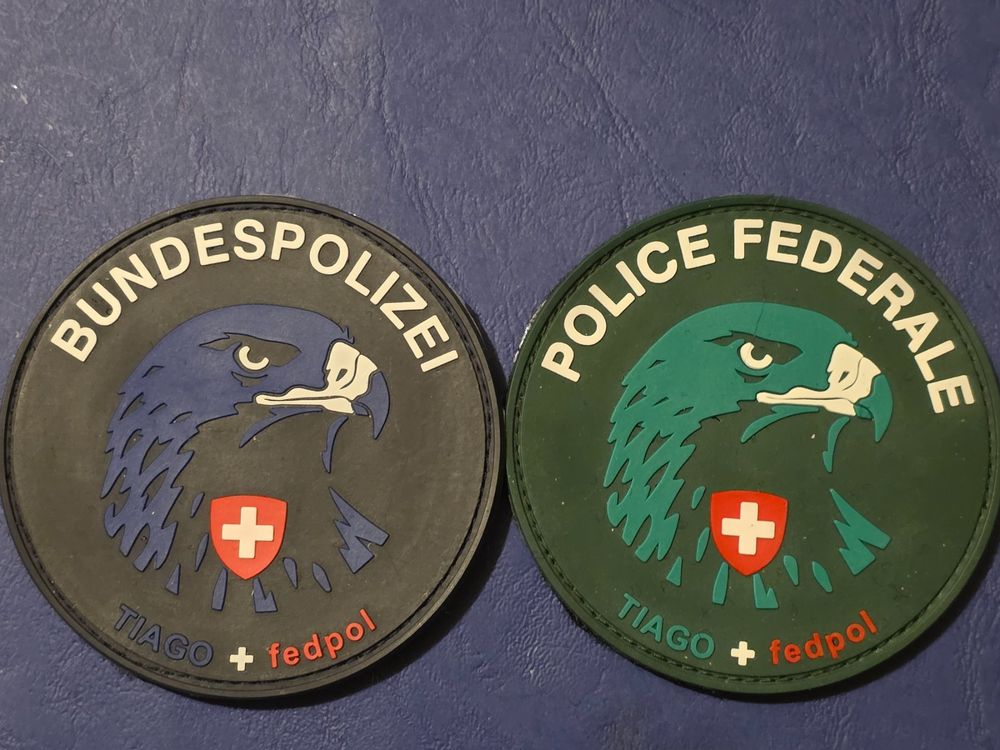 BUNDESPOLIZEI
TIAGO + fedpol
POLICE FEDERALE
TIAGO + fedpol